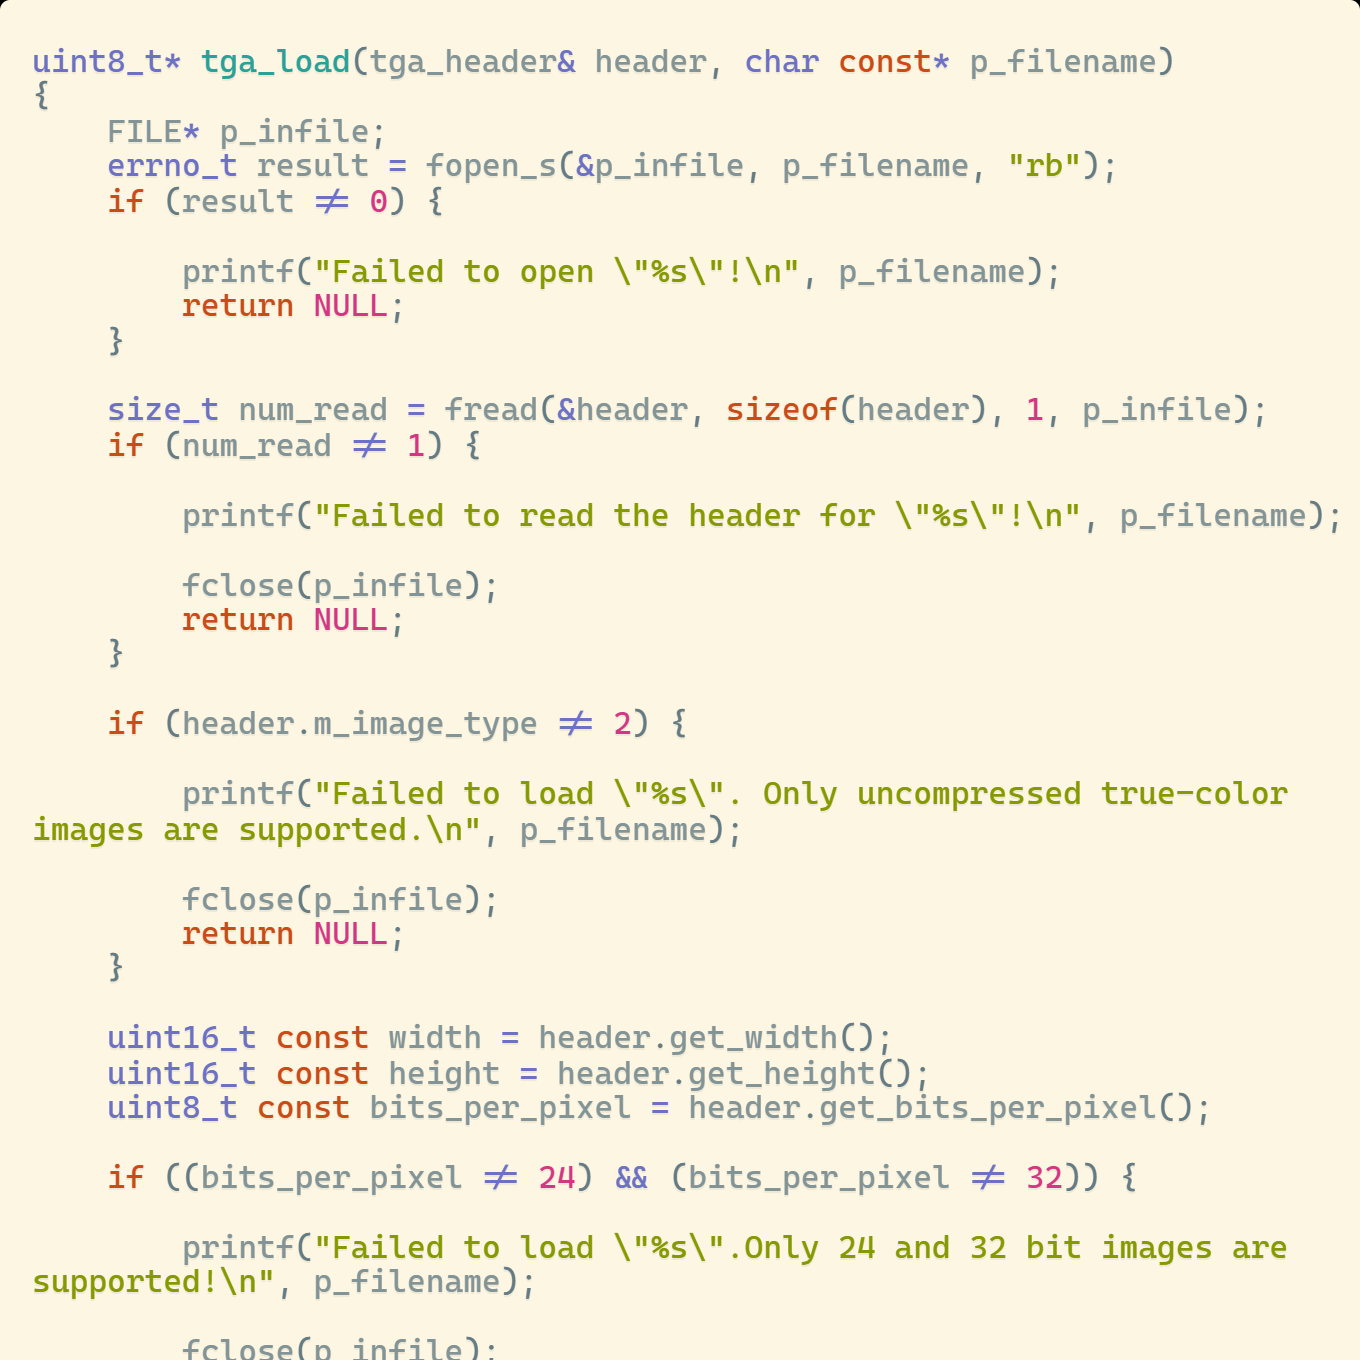 uint8_t* tga_load(tga_header& header, char const* p_filename)
{
    FILE* p_infile;
    errno_t result = fopen_s(&p_infile, p_filename, "rb");
    if (result != 0) {

        printf("Failed to open \"%s\"!\n", p_filename);
        return NULL;
    }

    size_t num_read = fread(&header, sizeof(header), 1, p_infile);
    if (num_read != 1) {

        printf("Failed to read the header for \"%s\"!\n", p_filename);

        fclose(p_infile);
        return NULL;
    }

    if (header.m_image_type != 2) {

        printf("Failed to load \"%s\". Only uncompressed true-color
images are supported.\n", p_filename);

        fclose(p_infile);
        return NULL;
    }

    uint16_t const width = header.get_width();
    uint16_t const height = header.get_height();
    uint8_t const bits_per_pixel = header.get_bits_per_pixel();

    if ((bits_per_pixel != 24) && (bits_per_pixel != 32)) {

        printf("Failed to load \"%s\".Only 24 and 32 bit images are
supported!\n", p_filename);

        fclose(p_infile);